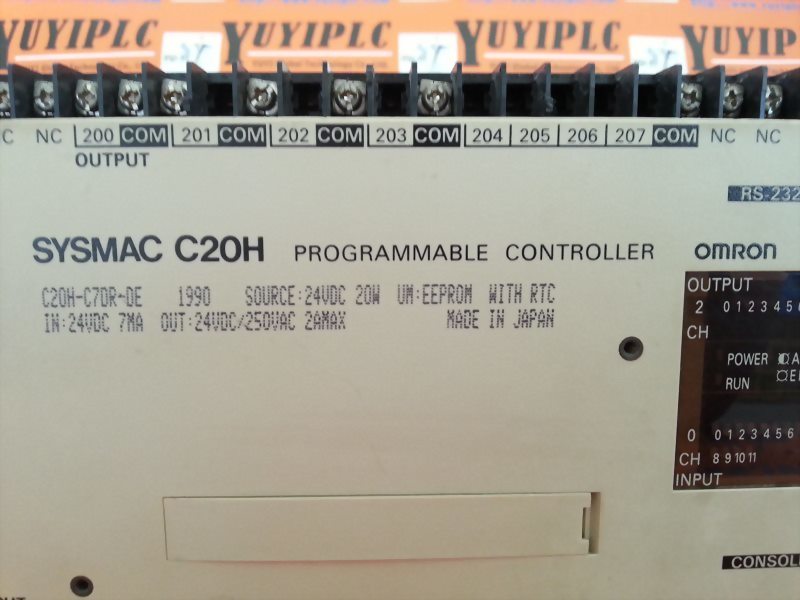 YUYIPLC YUYIPLC YUYIPLC YUYIP
C NC 200 COM 201 COM 202 COM 203 COM 204 205 206 207 COM NC NC
OUTPUT
RS-232
SYSMAC C20H PROGRAMMABLE CONTROLLER OMRON
C20H-C7DR-DE 1990 SOURCE:24VDC 20W UM:EEPROM WITH RTC
IN:24VDC 7MA OUT:24VDC/250VAC 2AMAX MADE IN JAPAN
OUTPUT
2 0 1 2 3 4 5 6
CH
POWER A
RUN E
0 0 1 2 3 4 5 6
CH 8 9 10 11
INPUT
CONSOL